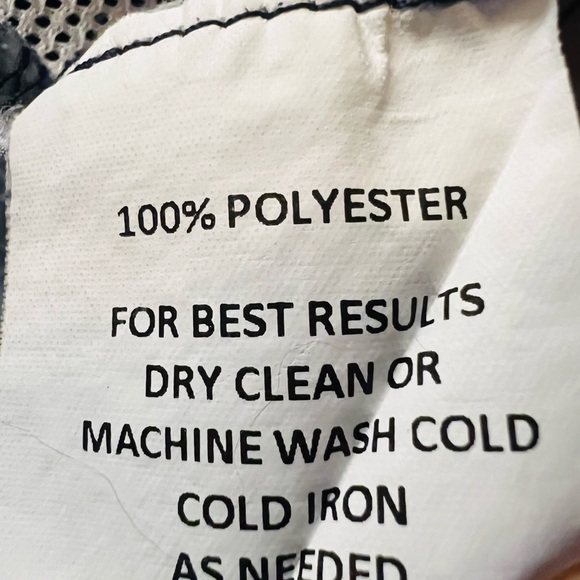 100% POLYESTER
FOR BEST RESULTS
DRY CLEAN OR
MACHINE WASH COLD
COLD IRON
AS NEEDED